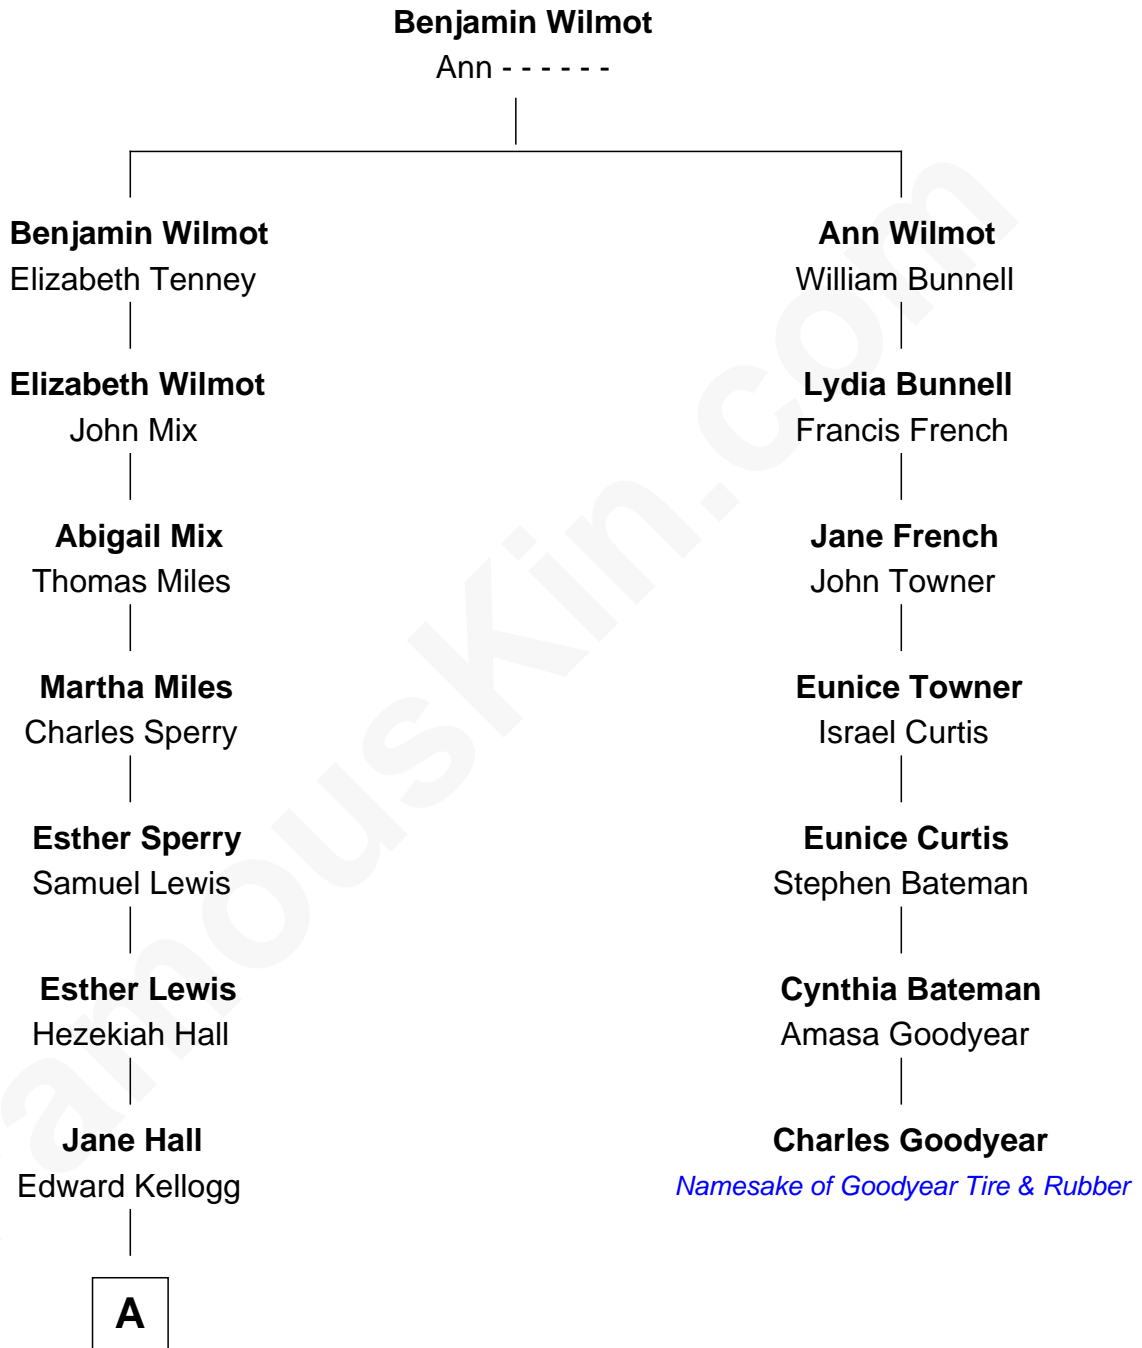 Benjamin Wilmot
Ann - - - - - -
Benjamin Wilmot
Elizabeth Tenney
Elizabeth Wilmot
John Mix
Abigail Mix
Thomas Miles
Martha Miles
Charles Sperry
Esther Sperry
Samuel Lewis
Esther Lewis
Hezekiah Hall
Jane Hall
Edward Kellogg
A
Ann Wilmot
William Bunnell
Lydia Bunnell
Francis French
Jane French
John Towner
Eunice Towner
Israel Curtis
Eunice Curtis
Stephen Bateman
Cynthia Bateman
Amasa Goodyear
Charles Goodyear
Namesake of Goodyear Tire & Rubber
amousKin.com